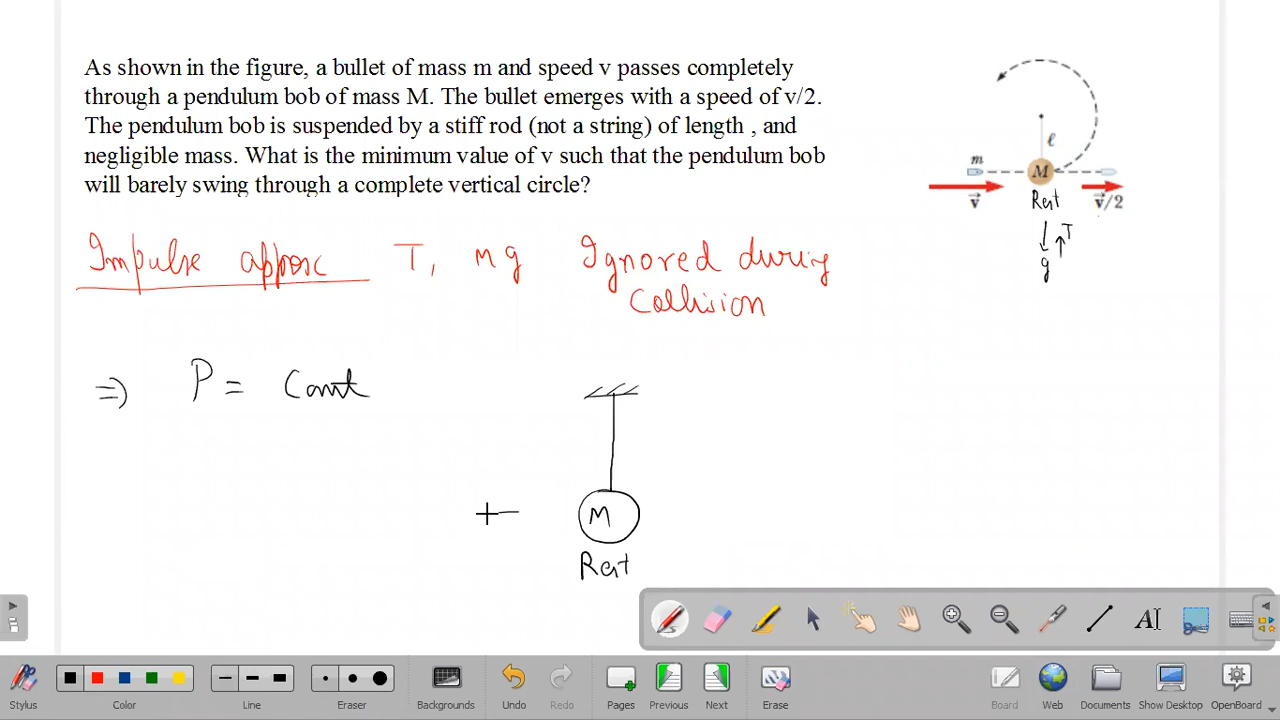 As shown in the figure, a bullet of mass m and speed v passes completely
through a pendulum bob of mass M. The bullet emerges with a speed of v/2.
The pendulum bob is suspended by a stiff rod (not a string) of length , and
negligible mass. What is the minimum value of v such that the pendulum bob
will barely swing through a complete vertical circle?
ℓ
m
M
v
Rest
v/2
T
g
Impulse approx T, mg Ignored during
Collision
⇒ P = Const
M
Rest
Stylus
Color
Line
Eraser
Backgrounds
Undo
Redo
Pages
Previous
Next
Erase
Board
Web
Documents
Show Desktop
OpenBoard